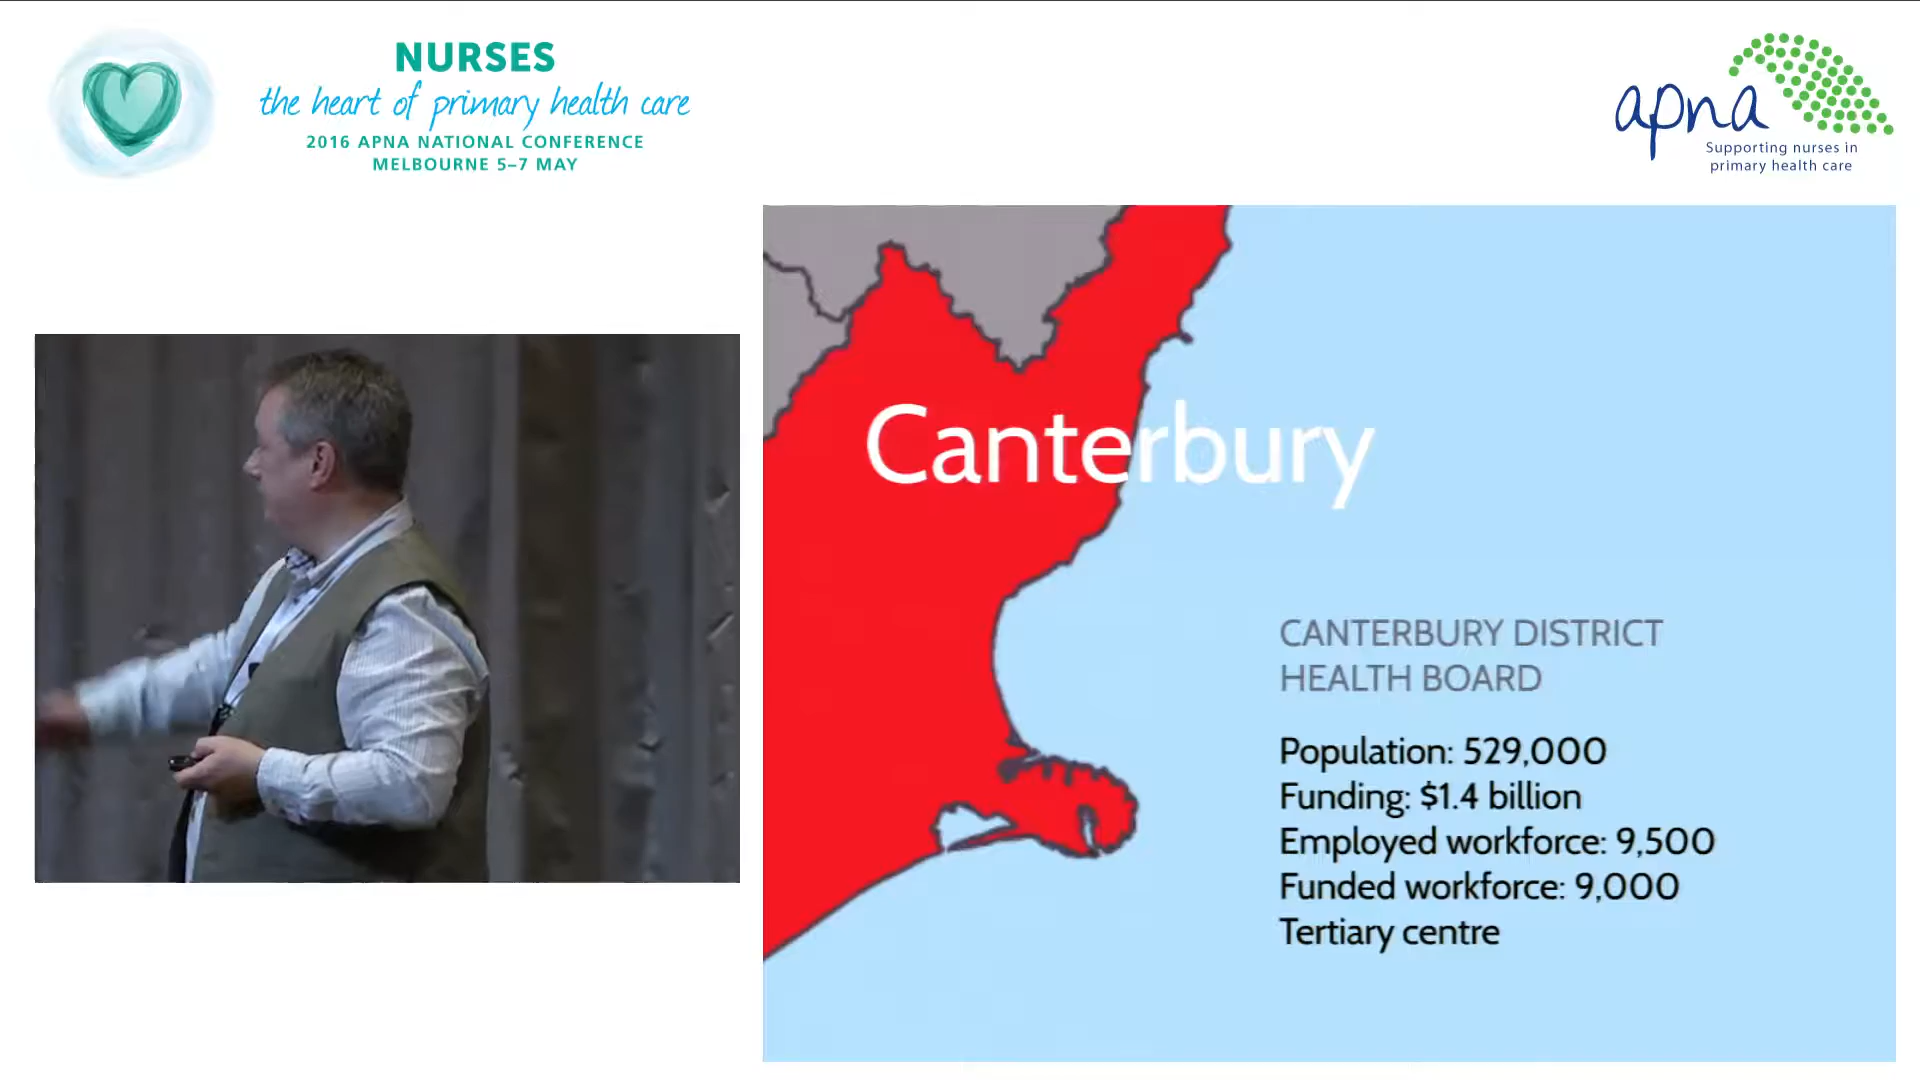 NURSES
the heart of primary health care
2016 APNA NATIONAL CONFERENCE
MELBOURNE 5–7 MAY
apna
Supporting nurses in
primary health care
Canterbury
CANTERBURY DISTRICT
HEALTH BOARD
Population: 529,000
Funding: $1.4 billion
Employed workforce: 9,500
Funded workforce: 9,000
Tertiary centre